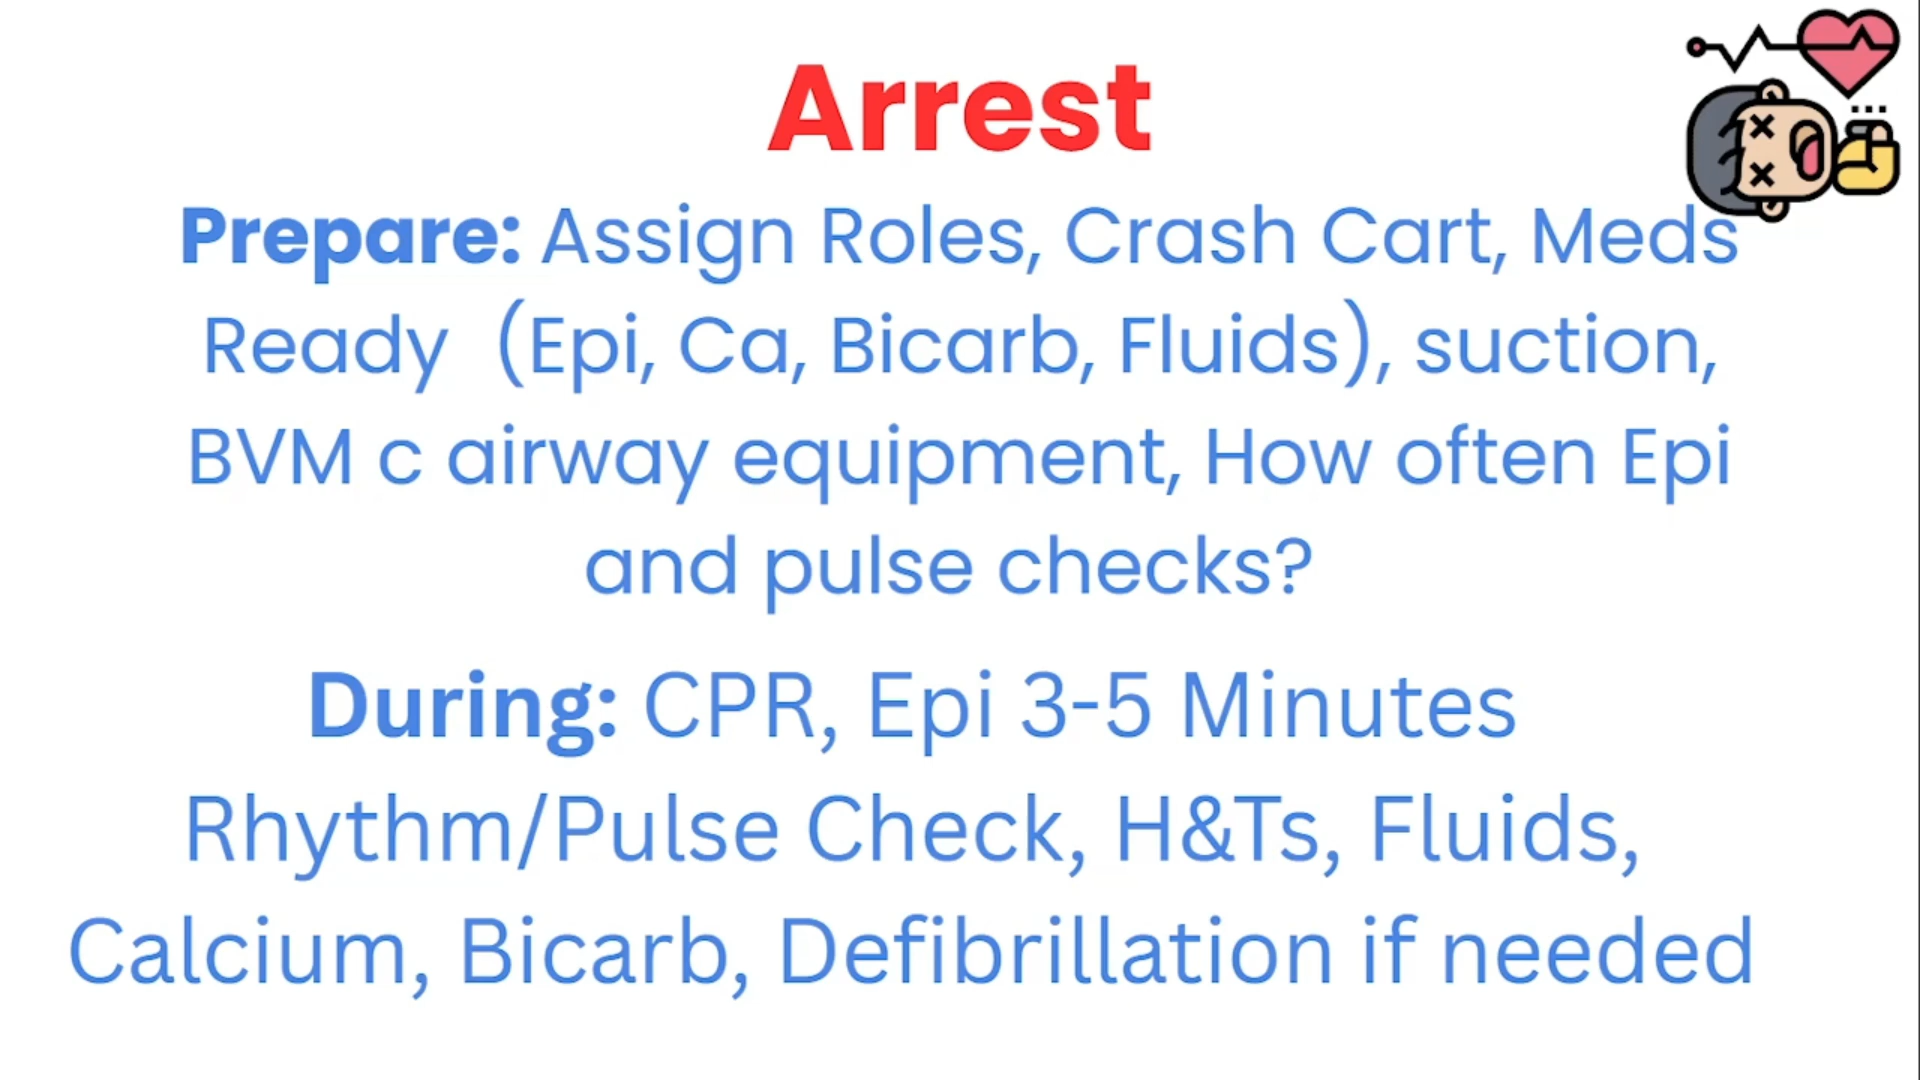 Arrest
Prepare: Assign Roles, Crash Cart, Meds
Ready (Epi, Ca, Bicarb, Fluids), suction,
BVM c airway equipment, How often Epi
and pulse checks?
During: CPR, Epi 3-5 Minutes
Rhythm/Pulse Check, H&Ts, Fluids,
Calcium, Bicarb, Defibrillation if needed